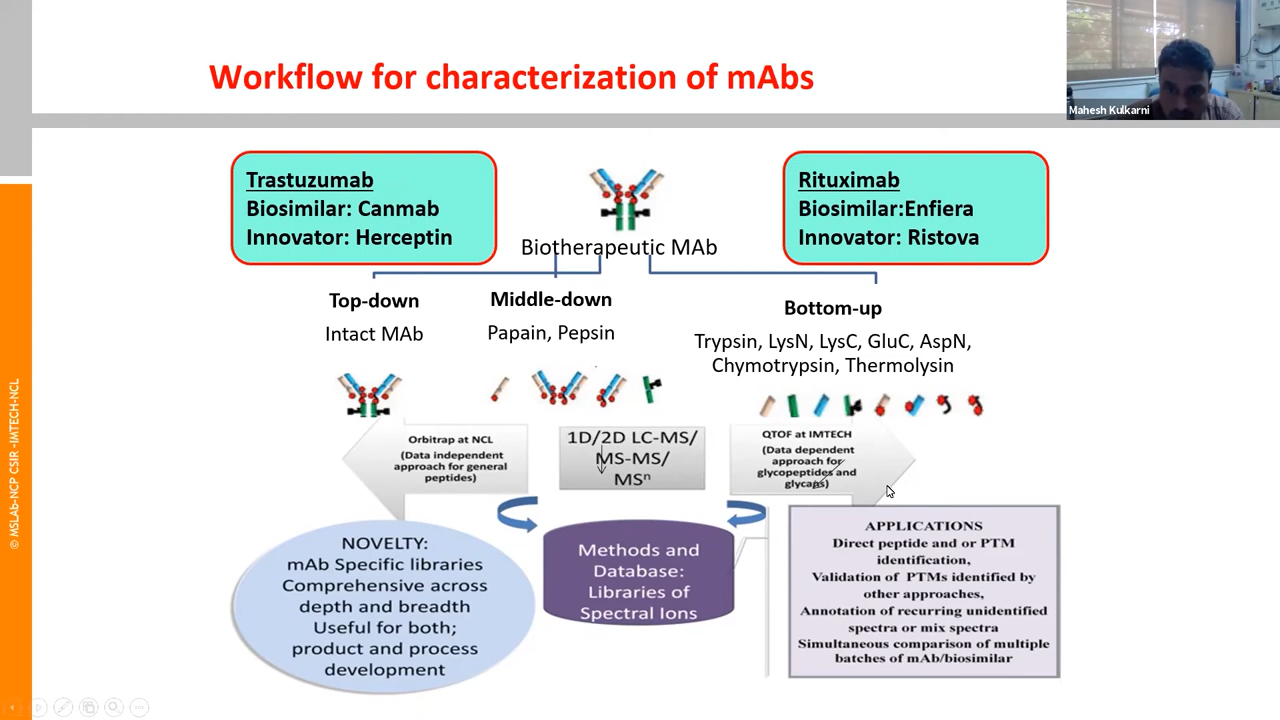 Workflow for characterization of mAbs
Mahesh Kulkarni
Trastuzumab
Biosimilar: Canmab
Innovator: Herceptin
Biotherapeutic MAb
Rituximab
Biosimilar:Enfiera
Innovator: Ristova
Top-down
Intact MAb
Middle-down
Papain, Pepsin
Bottom-up
Trypsin, LysN, LysC, GluC, AspN,
Chymotrypsin, Thermolysin
Orbitrap at NCL
(Data independent
approach for general
peptides)
1D/2D LC-MS/
MS-MS/
MSⁿ
QTOF at IMTECH
(Data dependent
approach for
glycopeptides and
glycans)
NOVELTY:
mAb Specific libraries
Comprehensive across
depth and breadth
Useful for both;
product and process
development
Methods and
Database:
Libraries of
Spectral Ions
APPLICATIONS
Direct peptide and or PTM
identification,
Validation of PTMs identified by
other approaches,
Annotation of recurring unidentified
spectra or mix spectra
Simultaneous comparison of multiple
batches of mAb/biosimilar
© MSLab-NCP CSIR -IMTECH-NCL